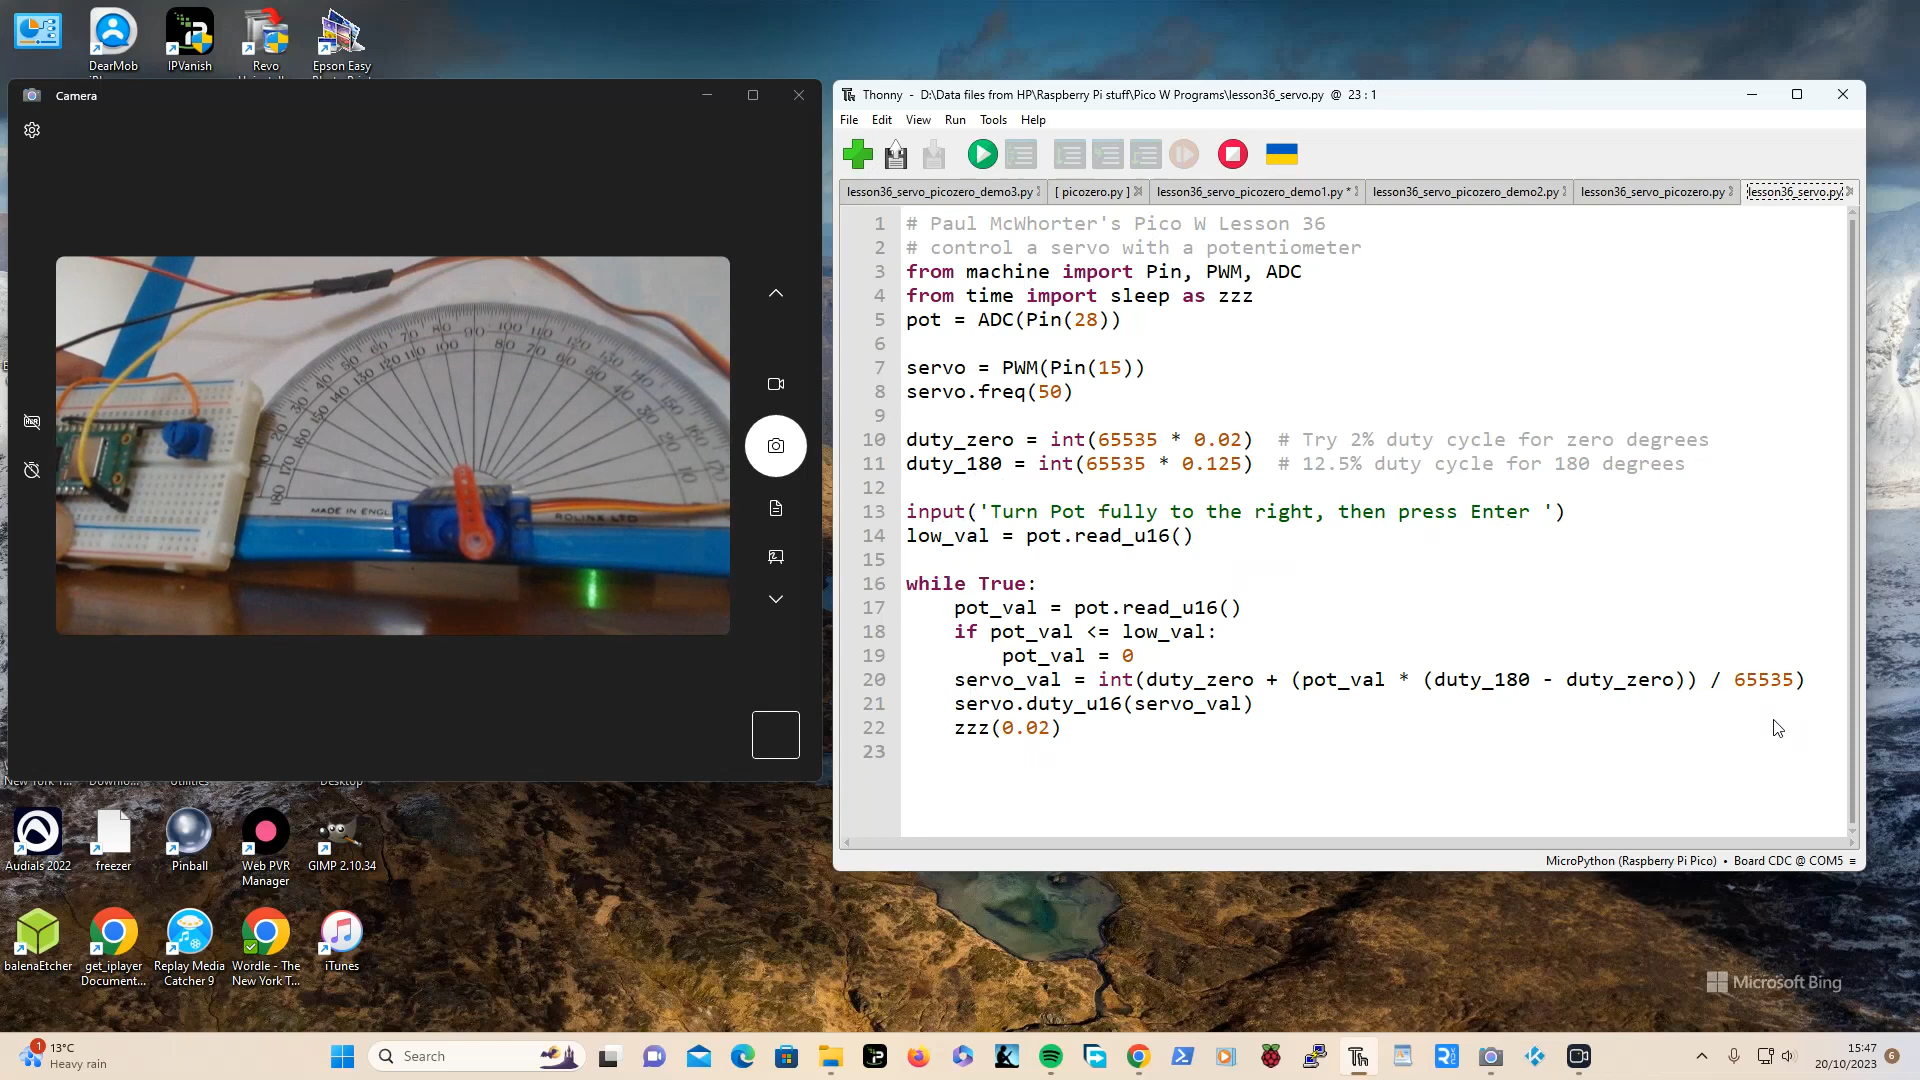 DearMob
IPVanish
Revo
Epson Easy
Camera
Thonny - D:\Data files from HP\Raspberry Pi stuff\Pico W Programs\lesson36_servo.py @ 23 : 1
File Edit View Run Tools Help
lesson36_servo_picozero_demo3.py
[ picozero.py ]
lesson36_servo_picozero_demo1.py *
lesson36_servo_picozero_demo2.py
lesson36_servo_picozero.py
lesson36_servo.py
1 # Paul McWhorter's Pico W Lesson 36
2 # control a servo with a potentiometer
3 from machine import Pin, PWM, ADC
4 from time import sleep as zzz
5 pot = ADC(Pin(28))
6
7 servo = PWM(Pin(15))
8 servo.freq(50)
9
10 duty_zero = int(65535 * 0.02)  # Try 2% duty cycle for zero degrees
11 duty_180 = int(65535 * 0.125)  # 12.5% duty cycle for 180 degrees
12
13 input('Turn Pot fully to the right, then press Enter ')
14 low_val = pot.read_u16()
15
16 while True:
17     pot_val = pot.read_u16()
18     if pot_val <= low_val:
19         pot_val = 0
20     servo_val = int(duty_zero + (pot_val * (duty_180 - duty_zero)) / 65535)
21     servo.duty_u16(servo_val)
22     zzz(0.02)
23
MicroPython (Raspberry Pi Pico) • Board CDC @ COM5
MADE IN ENG
ROLINX LTD
Audials 2022
freezer
Pinball
Web PVR
Manager
GIMP 2.10.34
balenaEtcher
get_iplayer
Document...
Replay Media
Catcher 9
Wordle - The
New York T...
iTunes
Microsoft Bing
1
13°C
Heavy rain
Search
15:47
20/10/2023
6